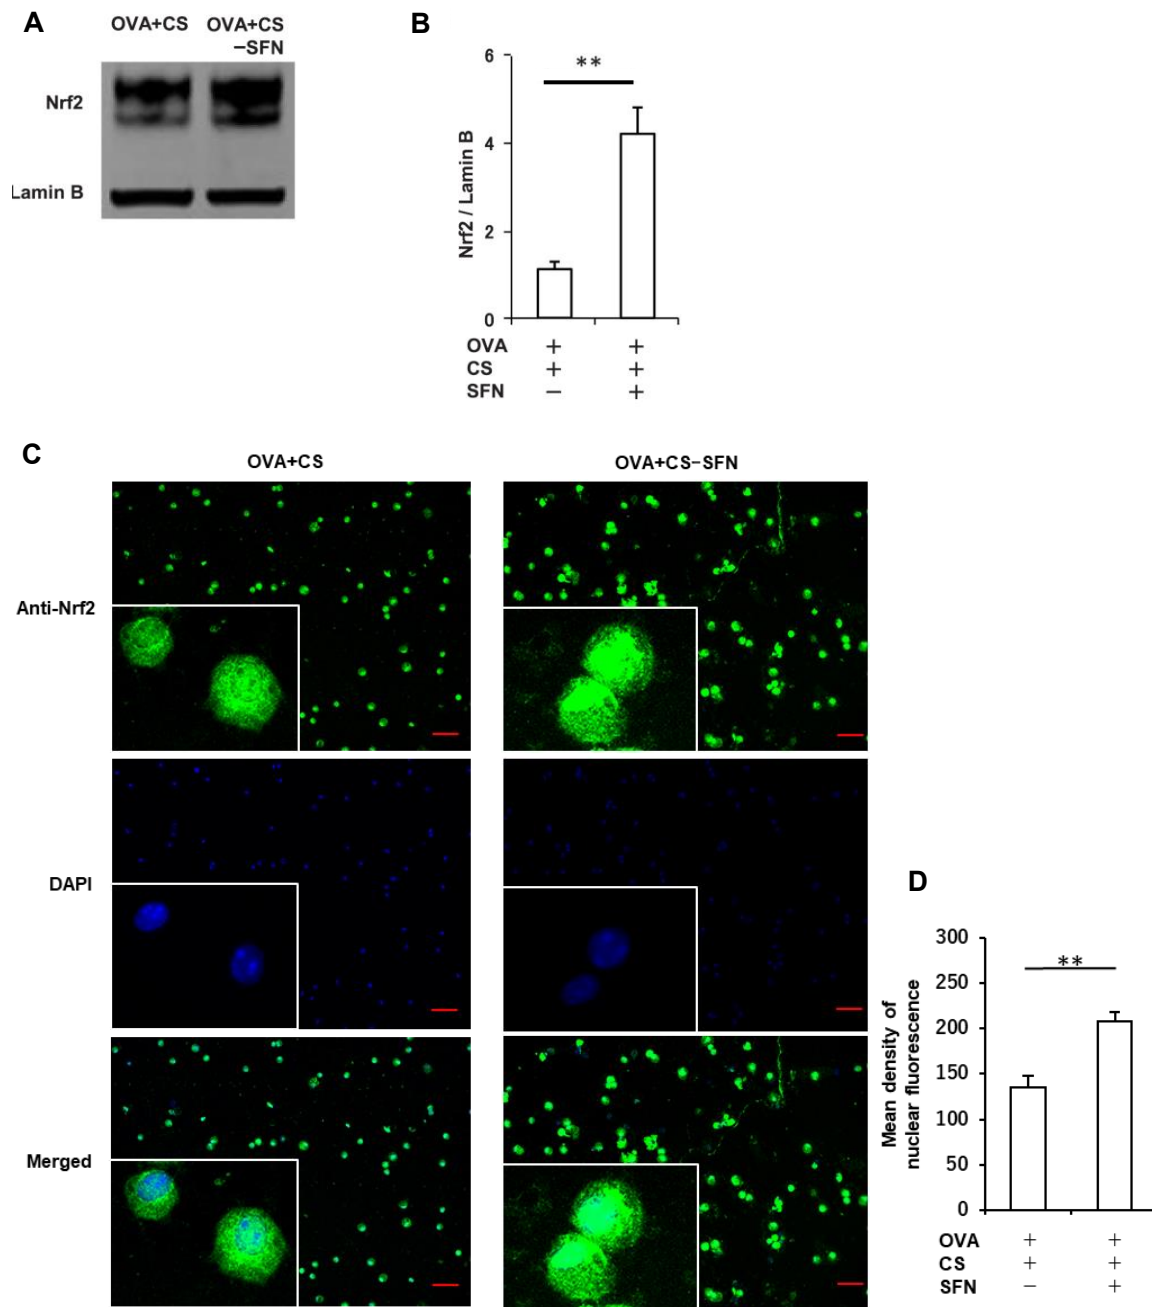 A
OVA+CS
OVA+CS
−SFN
Nrf2
Lamin B
B
6
4
2
0
Nrf2 / Lamin B
**
OVA + +
CS + +
SFN − +
C
OVA+CS
OVA+CS−SFN
Anti-Nrf2
DAPI
Merged
D
300
250
200
150
100
50
0
Mean density of
nuclear fluorescence
**
OVA + +
CS + +
SFN − +